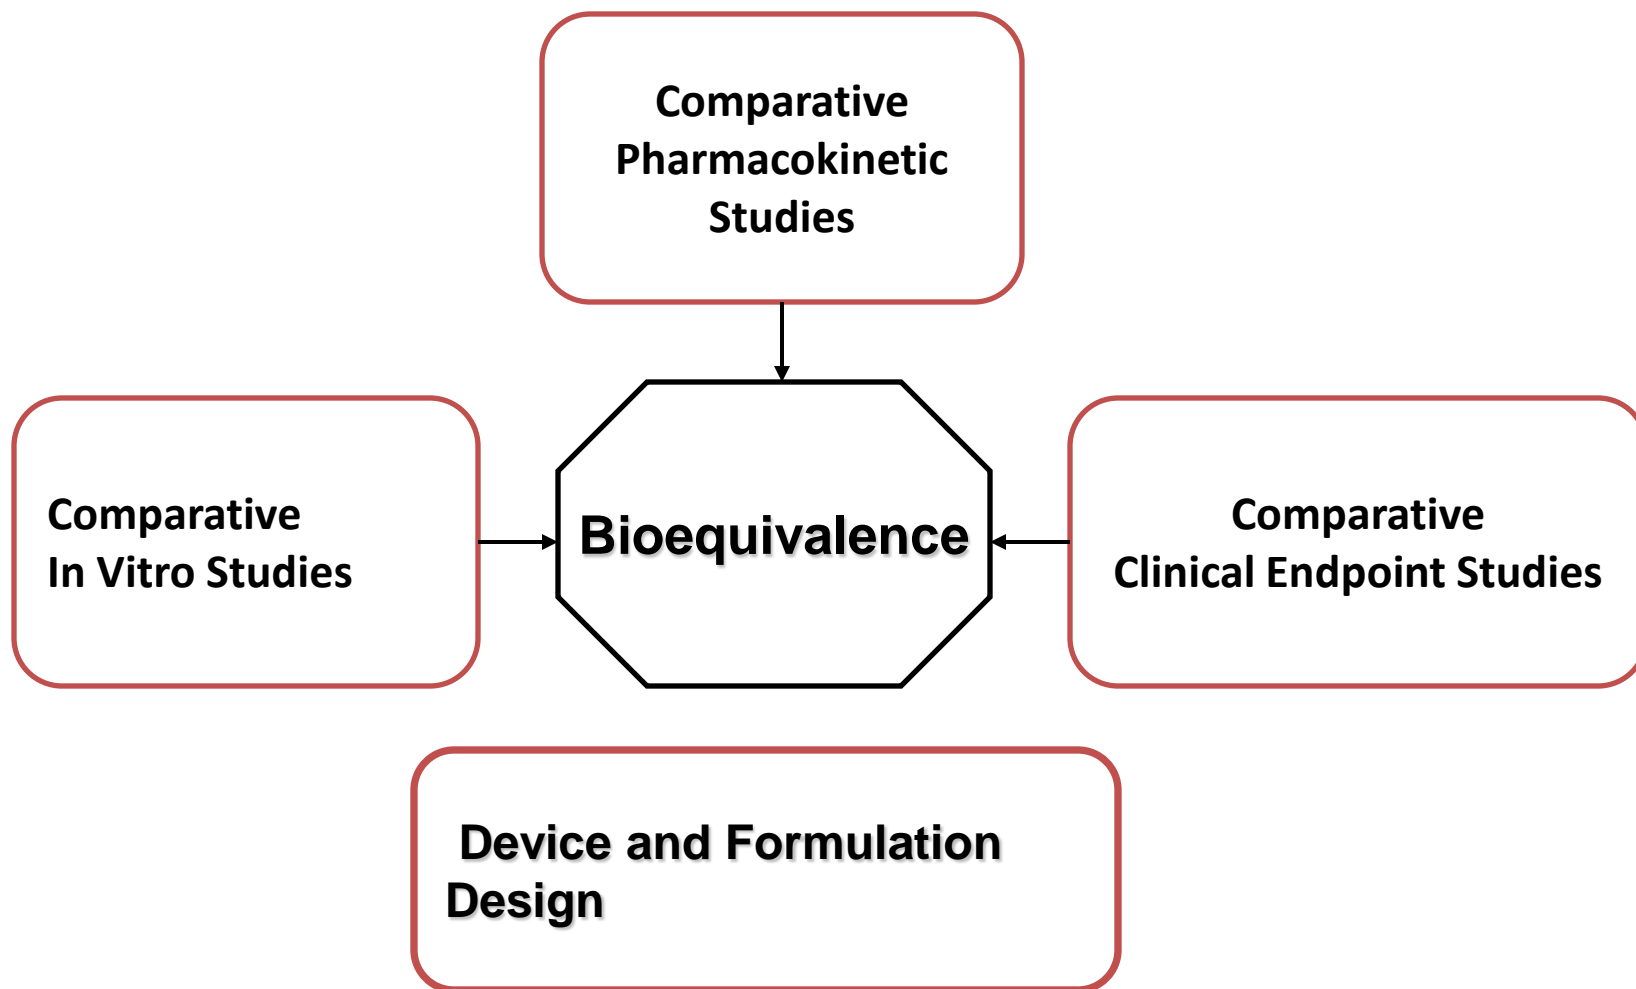 Comparative
Pharmacokinetic
Studies
Comparative
In Vitro Studies
Bioequivalence
Comparative
Clinical Endpoint Studies
Device and Formulation
Design